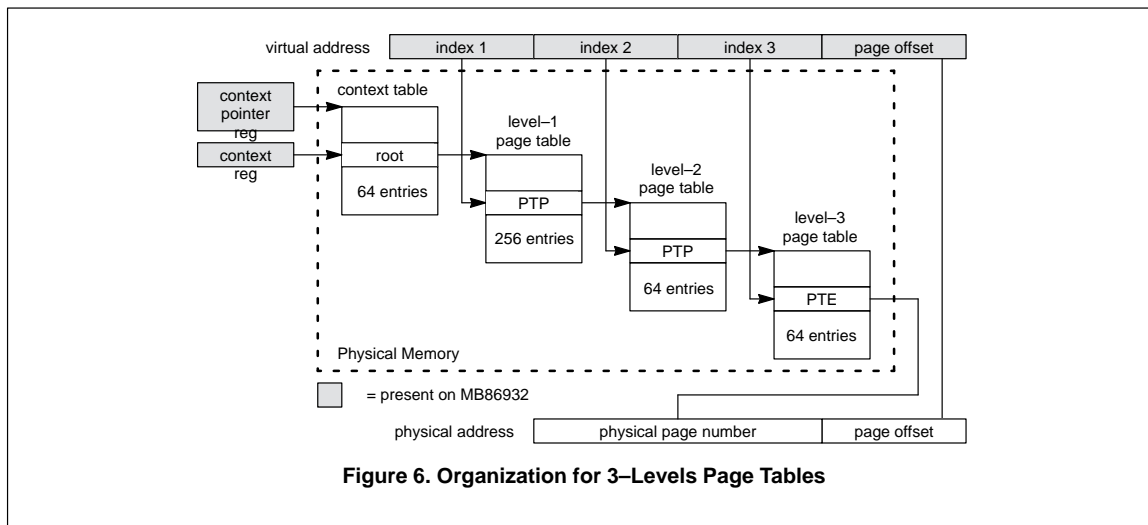 virtual address index 1 index 2 index 3 page offset
context pointer reg
context reg
context table
root
64 entries
level–1
page table
PTP
256 entries
level–2
page table
PTP
64 entries
level–3
page table
PTE
64 entries
Physical Memory
= present on MB86932
physical address physical page number page offset
Figure 6. Organization for 3–Levels Page Tables